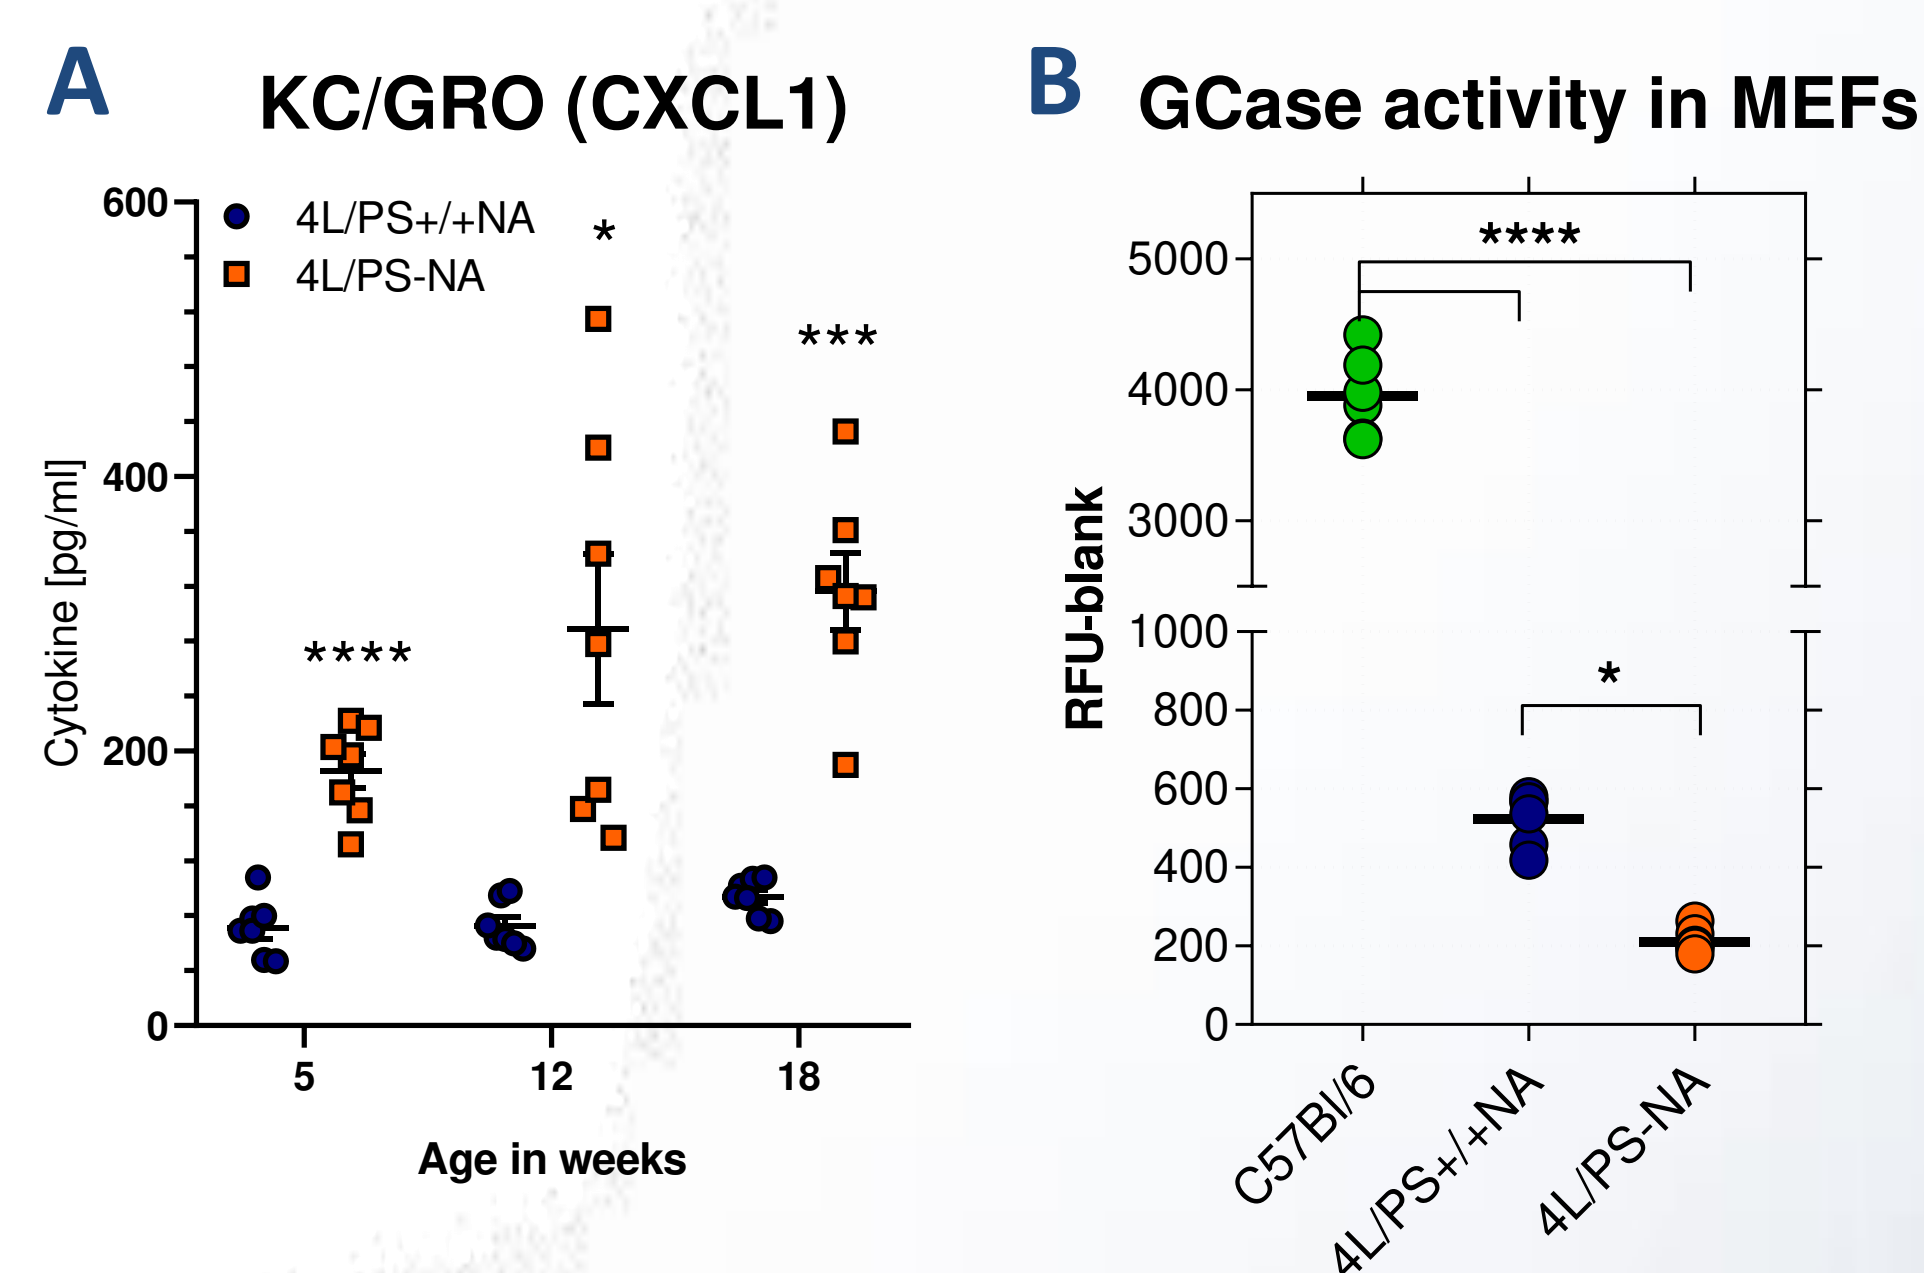 A
KC/GRO (CXCL1)
600
400
200
0
Cytokine [pg/ml]
4L/PS+/+NA
4L/PS-NA
****
*
***
5
12
18
Age in weeks
B
GCase activity in MEFs
5000
4000
3000
1000
800
600
400
200
0
RFU-blank
****
*
C57Bl/6
4L/PS+/+NA
4L/PS-NA